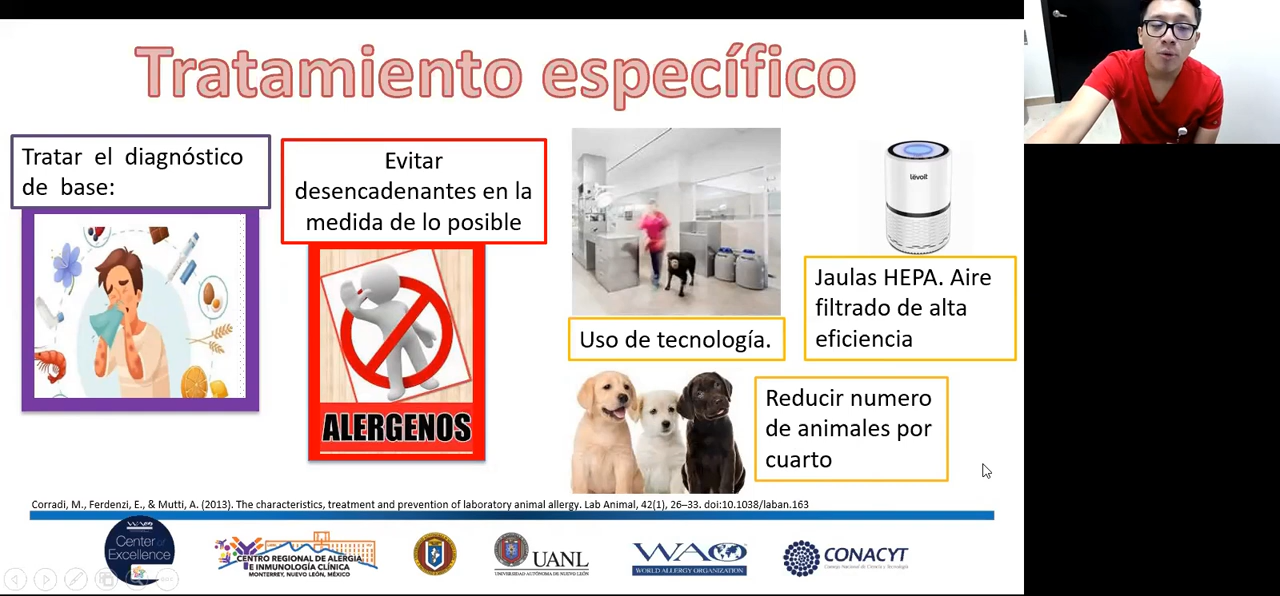 Tratamiento específico
Tratar el diagnóstico
de base:
Evitar
desencadenantes en la
medida de lo posible
ALERGENOS
Uso de tecnología.
levoit
Jaulas HEPA. Aire
filtrado de alta
eficiencia
Reducir numero
de animales por
cuarto
Corradi, M., Ferdenzi, E., & Mutti, A. (2013). The characteristics, treatment and prevention of laboratory animal allergy. Lab Animal, 42(1), 26–33. doi:10.1038/laban.163
WAO
Center of
Excellence
CENTRO REGIONAL DE ALERGIA
E INMUNOLOGÍA CLÍNICA
MONTERREY, NUEVO LEÓN, MÉXICO
UANL
UNIVERSIDAD AUTÓNOMA DE NUEVO LEÓN
WAO
WORLD ALLERGY ORGANIZATION
CONACYT
Consejo Nacional de Ciencia y Tecnología